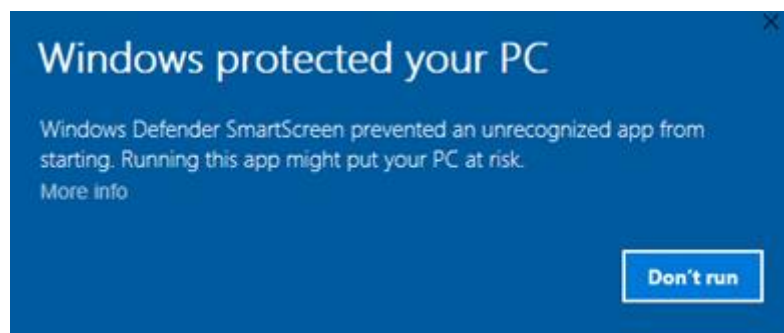 Windows protected your PC
Windows Defender SmartScreen prevented an unrecognized app from
starting. Running this app might put your PC at risk.
More info
Don't run